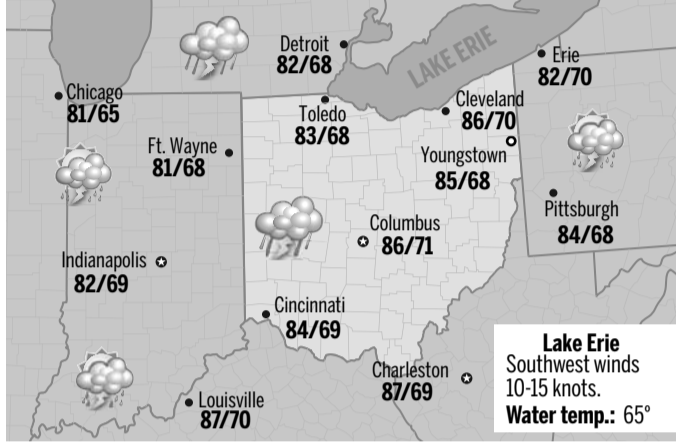 Detroit
82/68
LAKE ERIE
Erie
82/70
Chicago
81/65
Toledo
83/68
Cleveland
86/70
Ft. Wayne
81/68
Youngstown
85/68
Pittsburgh
84/68
Columbus
86/71
Indianapolis
82/69
Cincinnati
84/69
Charleston
87/69
Louisville
87/70
Lake Erie
Southwest winds
10-15 knots.
Water temp.: 65°